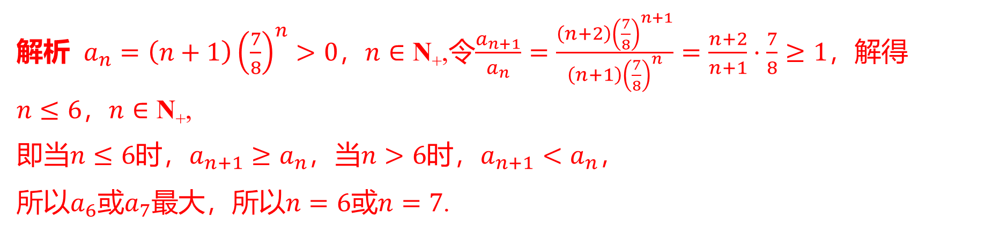 解析 $a_n=(n+1)\left(\frac{7}{8}\right)^n>0$，$n\in\mathbf{N}_+$,令$\frac{a_{n+1}}{a_n}=\frac{(n+2)\left(\frac{7}{8}\right)^{n+1}}{(n+1)\left(\frac{7}{8}\right)^n}=\frac{n+2}{n+1}\cdot\frac{7}{8}\geq 1$，解得
$n\leq 6$，$n\in\mathbf{N}_+$,
即当$n\leq 6$时，$a_{n+1}\geq a_n$，当$n>6$时，$a_{n+1}<a_n$，
所以$a_6$或$a_7$最大，所以$n=6$或$n=7$.